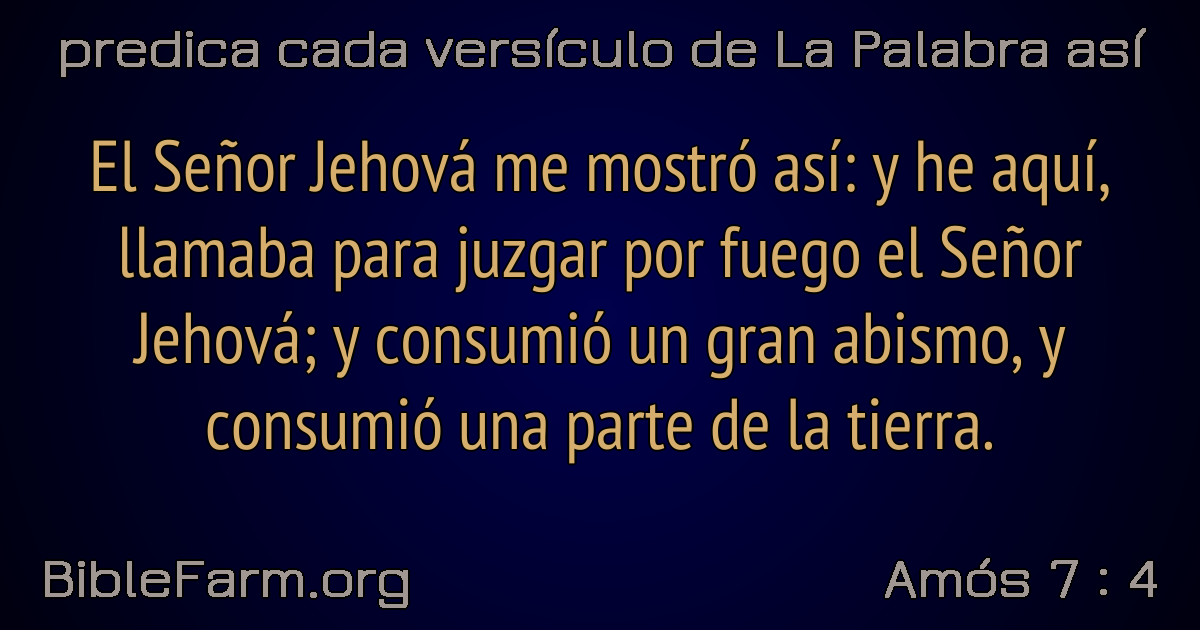 predica cada versículo de La Palabra así
El Señor Jehová me mostró así: y he aquí,
llamaba para juzgar por fuego el Señor
Jehová; y consumió un gran abismo, y
consumió una parte de la tierra.
BibleFarm.org
Amós 7 : 4